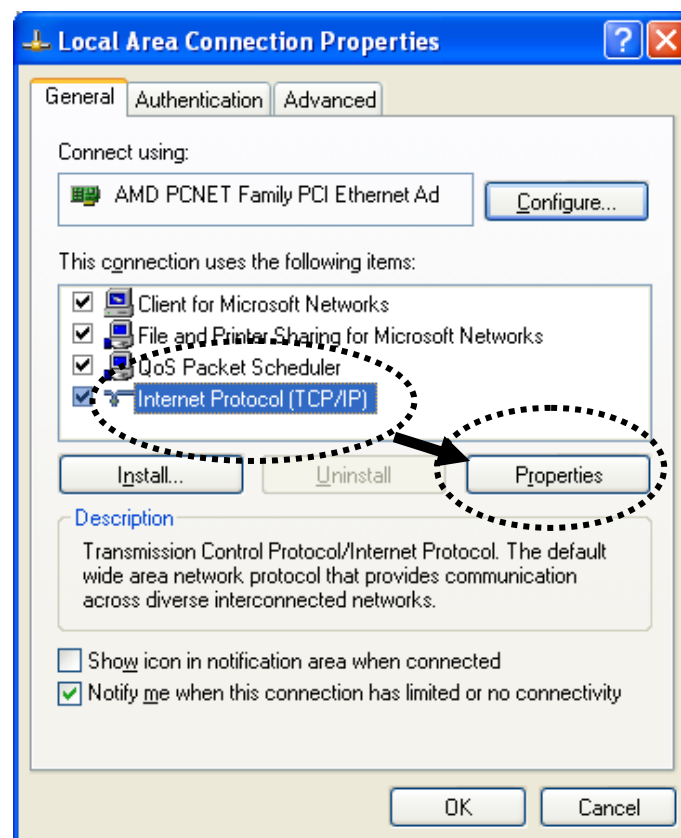 Local Area Connection Properties
General
Authentication
Advanced
Connect using:
AMD PCNET Family PCI Ethernet Ad
Configure...
This connection uses the following items:
Client for Microsoft Networks
File and Printer Sharing for Microsoft Networks
QoS Packet Scheduler
Internet Protocol (TCP/IP)
Install...
Uninstall
Properties
Description
Transmission Control Protocol/Internet Protocol. The default
wide area network protocol that provides communication
across diverse interconnected networks.
Show icon in notification area when connected
Notify me when this connection has limited or no connectivity
OK
Cancel